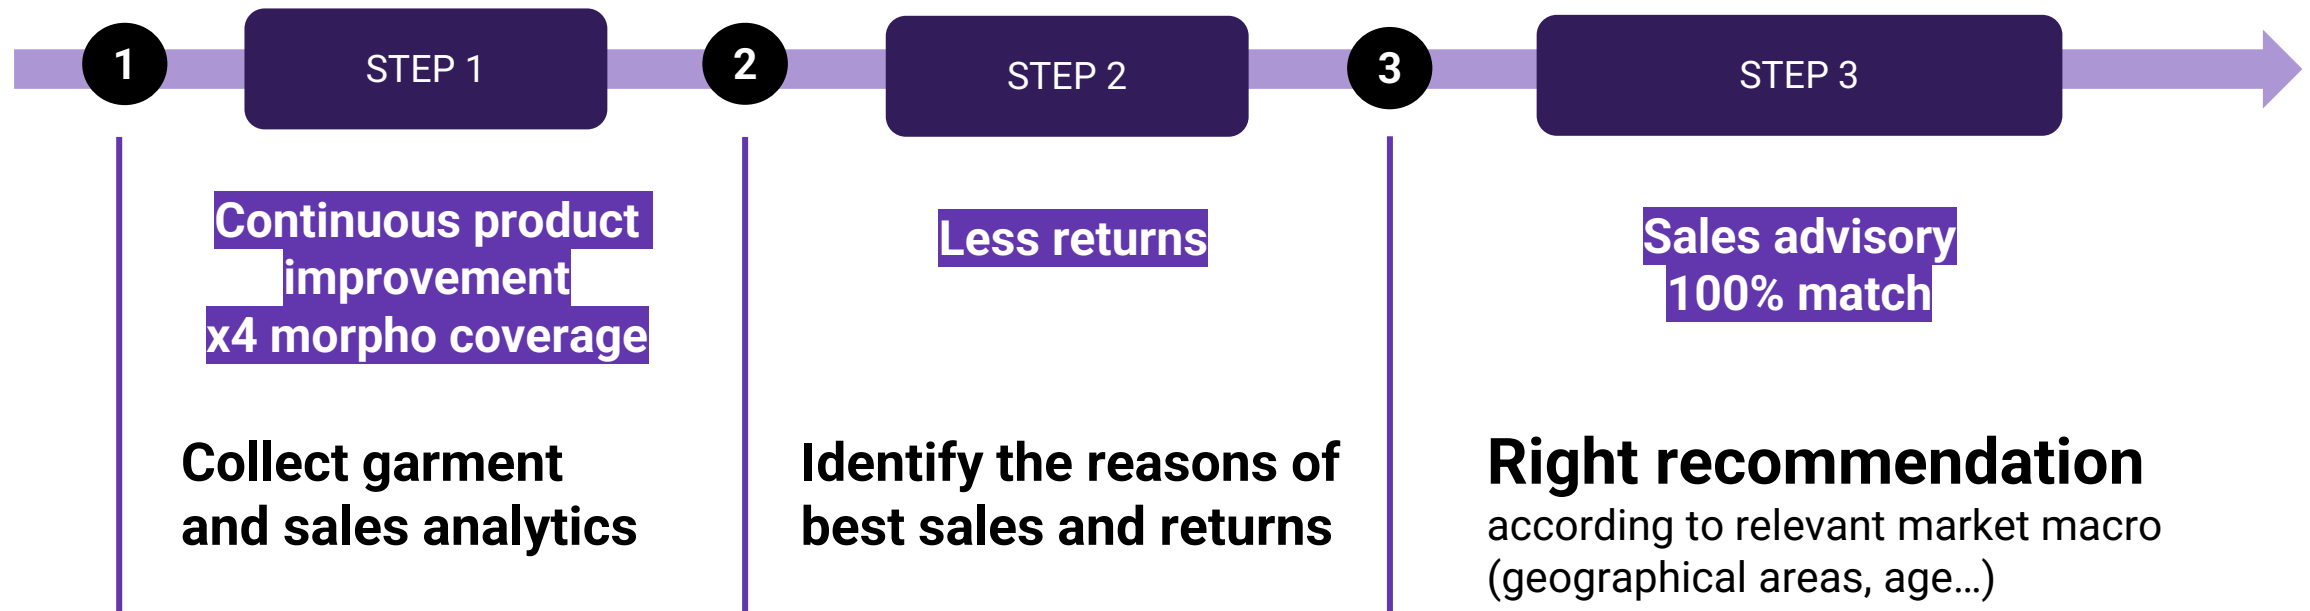 1
STEP 1
2
STEP 2
3
STEP 3
Continuous product
improvement
x4 morpho coverage
Less returns
Sales advisory
100% match
Collect garment
and sales analytics
Identify the reasons of
best sales and returns
Right recommendation
according to relevant market macro
(geographical areas, age...)